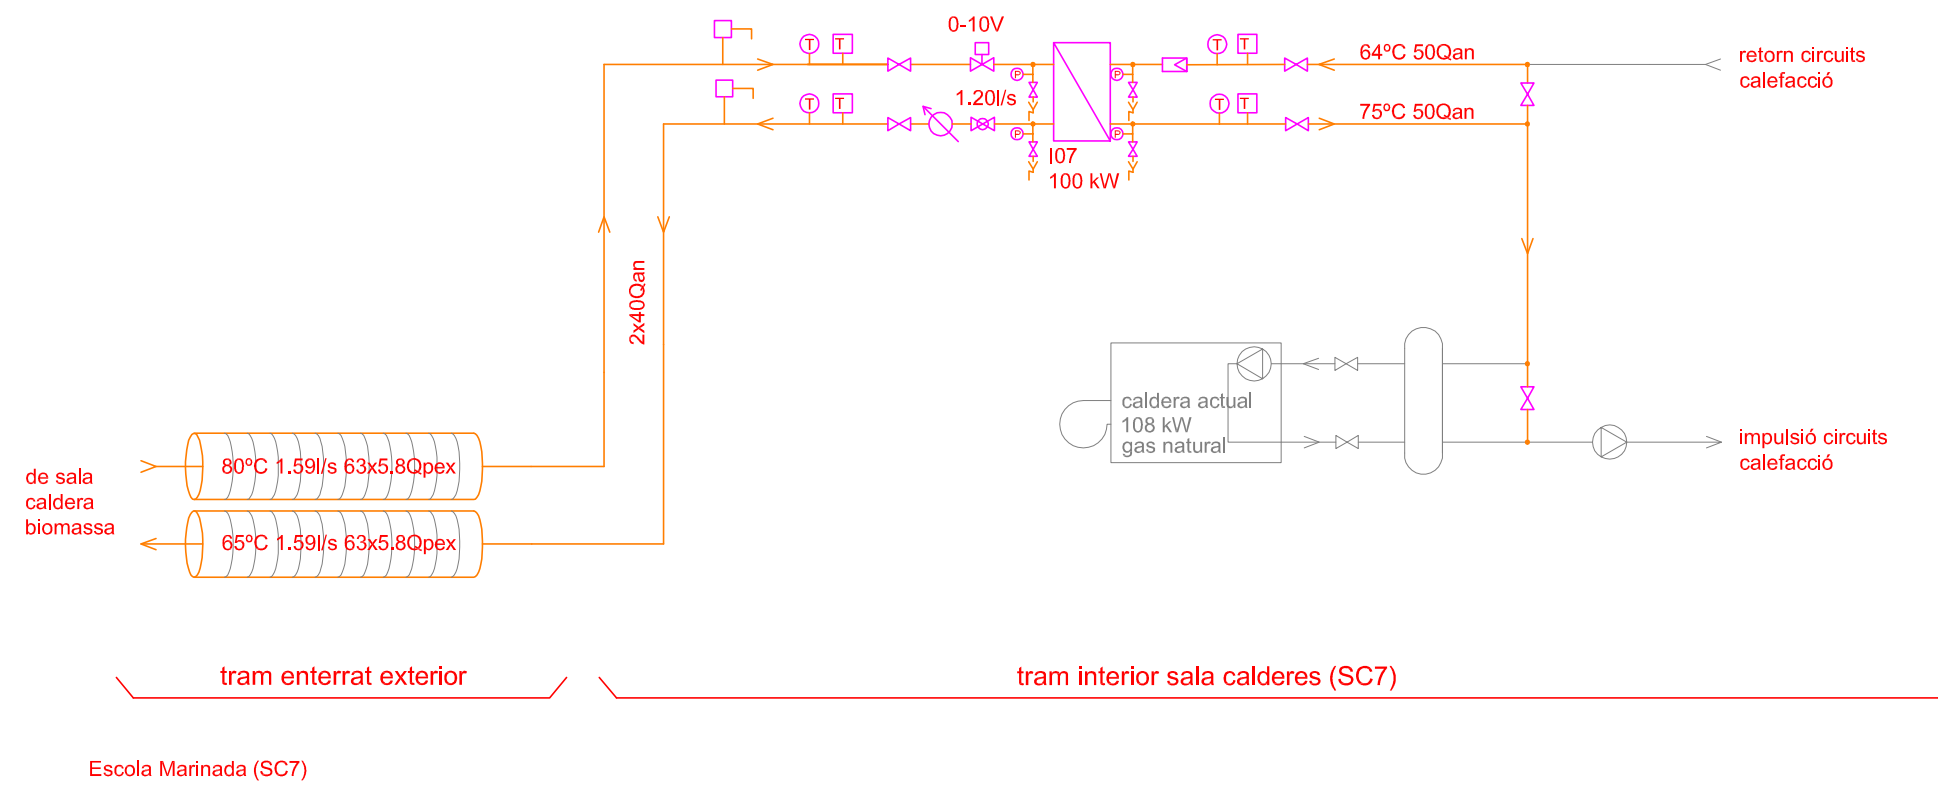 0-10V
T
T
T
T
64ºC 50Qan
retorn circuits
calefacció
P
P
1.20l/s
T
T
T
T
75ºC 50Qan
P
P
I07
100 kW
2x40Qan
caldera actual
108 kW
gas natural
impulsió circuits
calefacció
de sala
caldera
biomassa
80ºC 1.59l/s 63x5.8Qpex
65ºC 1.59l/s 63x5.8Qpex
tram enterrat exterior
tram interior sala calderes (SC7)
Escola Marinada (SC7)